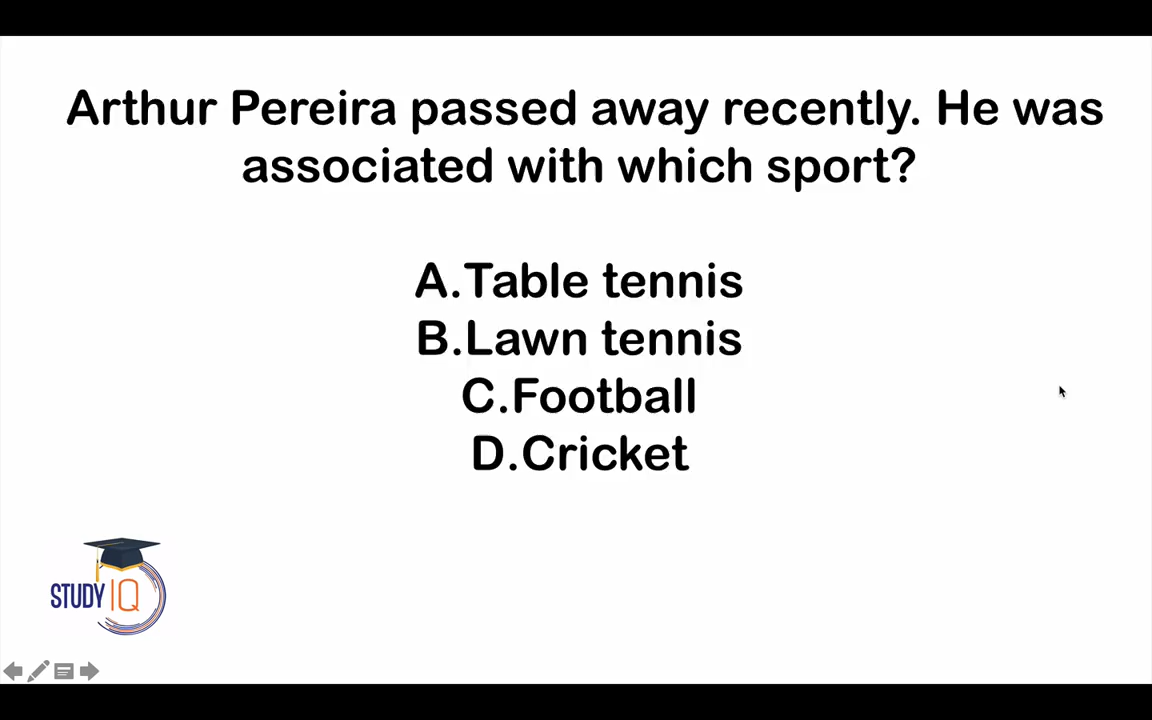 Arthur Pereira passed away recently. He was
associated with which sport?
A.Table tennis
B.Lawn tennis
C.Football
D.Cricket
STUDY IQ